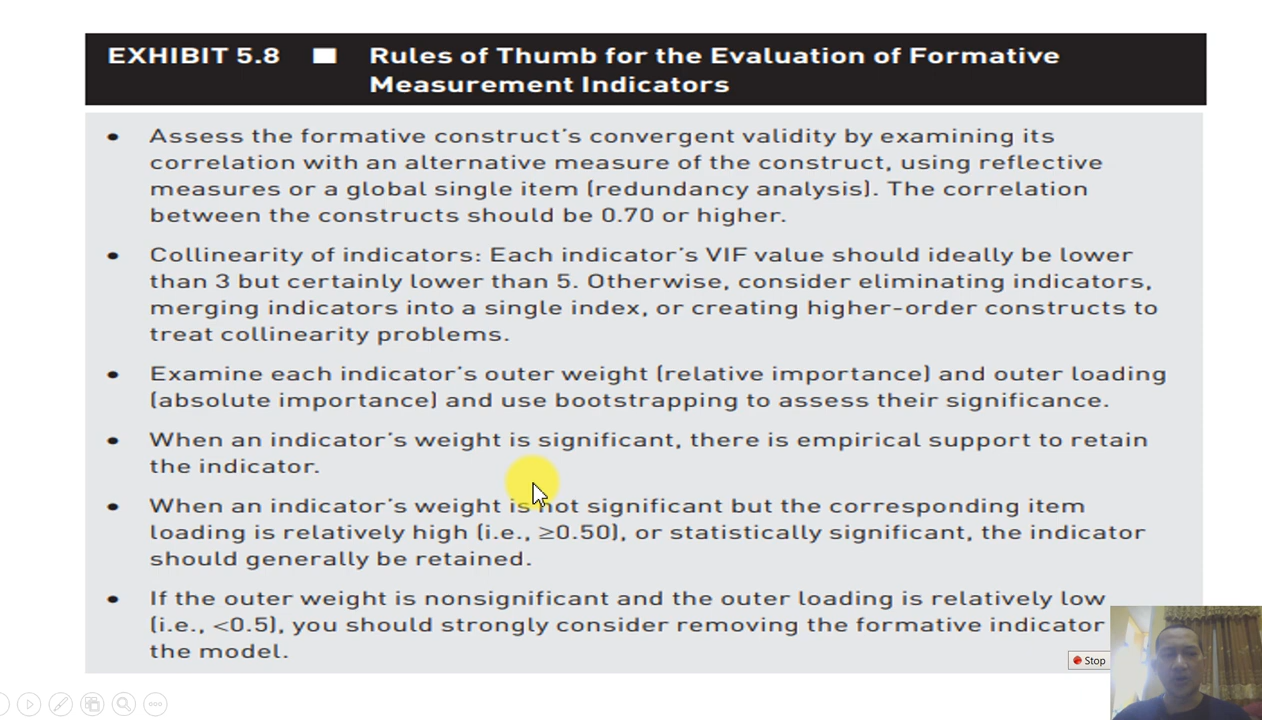 EXHIBIT 5.8 ■ Rules of Thumb for the Evaluation of Formative
Measurement Indicators
• Assess the formative construct's convergent validity by examining its
correlation with an alternative measure of the construct, using reflective
measures or a global single item (redundancy analysis). The correlation
between the constructs should be 0.70 or higher.
• Collinearity of indicators: Each indicator's VIF value should ideally be lower
than 3 but certainly lower than 5. Otherwise, consider eliminating indicators,
merging indicators into a single index, or creating higher-order constructs to
treat collinearity problems.
• Examine each indicator's outer weight (relative importance) and outer loading
(absolute importance) and use bootstrapping to assess their significance.
• When an indicator's weight is significant, there is empirical support to retain
the indicator.
• When an indicator's weight is not significant but the corresponding item
loading is relatively high (i.e., ≥0.50), or statistically significant, the indicator
should generally be retained.
• If the outer weight is nonsignificant and the outer loading is relatively low
(i.e., <0.5), you should strongly consider removing the formative indicator
the model.
Stop